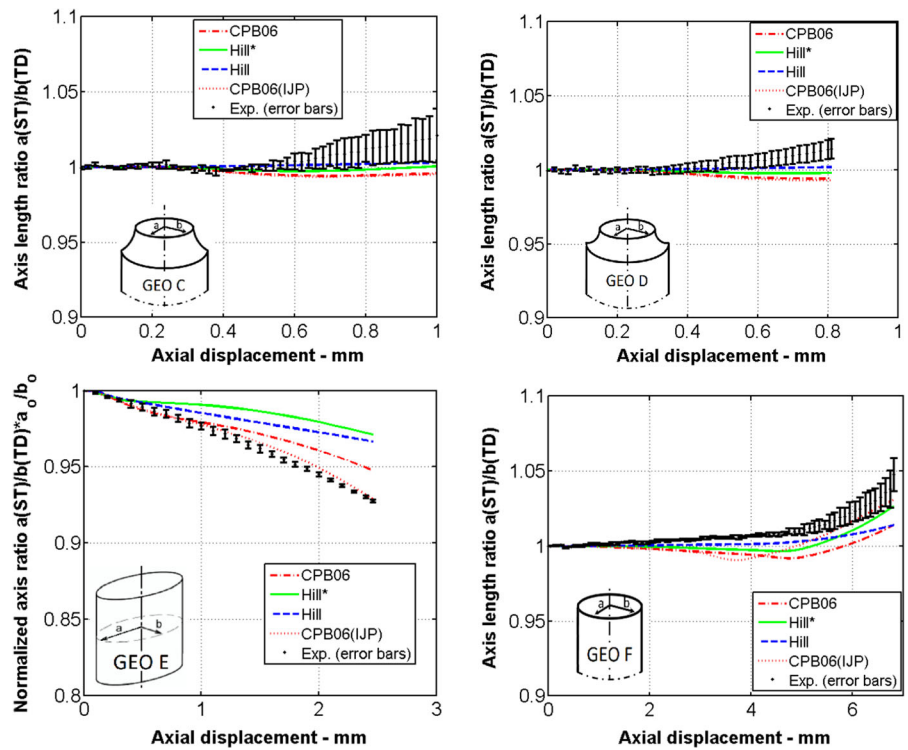 1.1
1.05
1
0.95
0.9
Axis length ratio a(ST)/b(TD)
CPB06
Hill*
Hill
CPB06(IJP)
Exp. (error bars)
a b
GEO C
0 0.2 0.4 0.6 0.8 1
Axial displacement - mm
1.1
1.05
1
0.95
0.9
Axis length ratio a(ST)/b(TD)
CPB06
Hill*
Hill
CPB06(IJP)
Exp. (error bars)
a b
GEO D
0 0.2 0.4 0.6 0.8 1
Axial displacement - mm
1
0.95
0.9
0.85
0.8
Normalized axis ratio a(ST)/b(TD)*a_o/b_o
CPB06
Hill*
Hill
CPB06(IJP)
Exp. (error bars)
a b
GEO E
0 1 2 3
Axial displacement - mm
1.1
1.05
1
0.95
0.9
Axis length ratio a(ST)/b(TD)
CPB06
Hill*
Hill
CPB06(IJP)
Exp. (error bars)
a b
GEO F
0 2 4 6
Axial displacement - mm